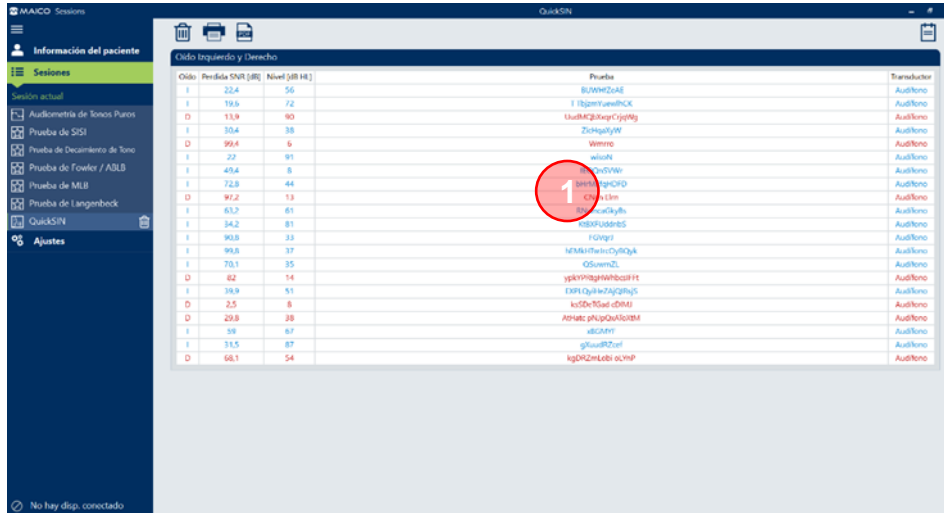 MAICO Sessions QuickSIN
Información del paciente
Sesiones
Sesión actual
Audiometría de Tonos Puros
Prueba de SISI
Prueba de Decaimiento de Tono
Prueba de Fowler / ABLB
Prueba de MLB
Prueba de Langenbeck
QuickSIN
Ajustes
No hay disp. conectado
PDF
Oído Izquierdo y Derecho
Oído Perdida SNR [dB] Nivel [dB HL] Prueba Transductor
I 22,4 56 BUWHfZeAE Audífono
I 19,6 72 Audífono
D 13,9 90 Audífono
I 30,4 38 ZicHqaXyW Audífono
D 99,4 6 Wmrro Audífono
I 22 91 wisoN Audífono
I 49,4 8 Audífono
I 72,8 44 Audífono
D 97,2 13 Audífono
I 63,2 61 Audífono
I 34,2 81 Audífono
I 90,8 33 Audífono
I 99,8 37 Audífono
I 70,1 35 QSuwmZL Audífono
D 82 14 Audífono
I 39,9 51 Audífono
D 2,5 8 Audífono
D 29,8 38 Audífono
I 59 67 Audífono
I 31,5 87 Audífono
D 68,1 54 Audífono
1